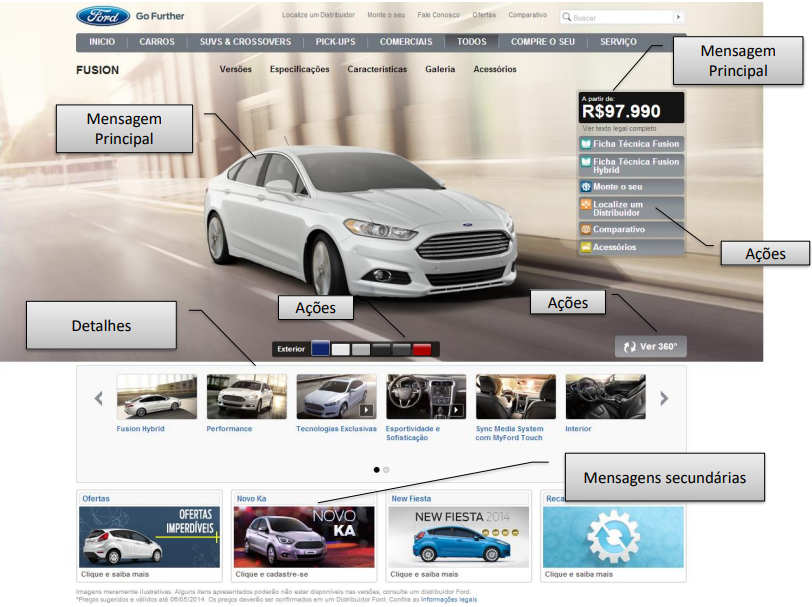 Ford
Go Further
Localize um Distribuidor Monte o seu Fale Conosco Ofertas Comparativo
Buscar
INICIO CARROS SUVS & CROSSOVERS PICK-UPS COMERCIAIS TODOS COMPRE O SEU SERVIÇO
FUSION
Versões Especificações Características Galeria Acessórios
Mensagem
Principal
Mensagem
Principal
A partir de:
R$97.990
Ver texto legal completo
Ficha Técnica Fusion
Ficha Técnica Fusion
Hybrid
Monte o seu
Localize um
Distribuidor
Comparativo
Acessórios
Ações
Ações
Ações
Detalhes
Exterior
Ver 360°
Fusion Hybrid
Performance
Tecnologias Exclusivas
Esportividade e
Sofisticação
Sync Media System
com MyFord Touch
Interior
Mensagens secundárias
Ofertas
OFERTAS
IMPERDÍVEIS
Clique e saiba mais
Novo Ka
NOVO
KA
Clique e cadastre-se
New Fiesta
NEW FIESTA 2014
Clique e saiba mais
Reca
Clique e saiba mais
Imagens meramente ilustrativas. Alguns itens apresentados poderão não estar disponíveis nas versões, consulte um distribuidor Ford.
*Preços sugeridos e válidos até 06/05/2014. Os preços deverão ser confirmados em um Distribuidor Ford. Confira as Informações legais